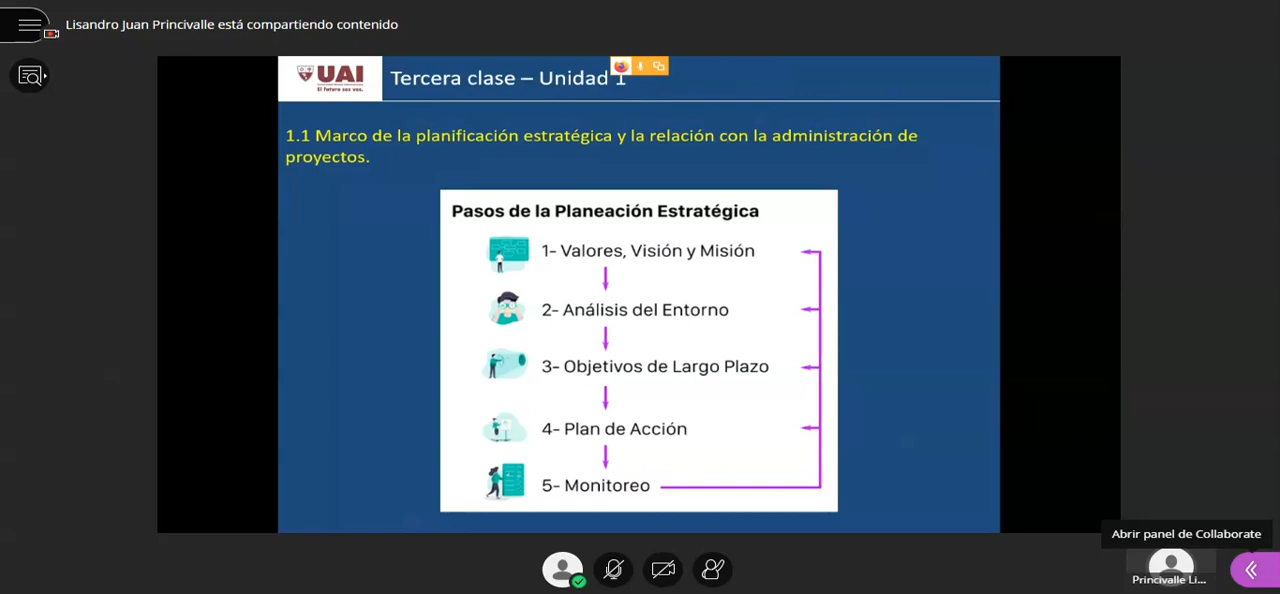 Lisandro Juan Princivalle está compartiendo contenido
UAI
El futuro sos vos.
Tercera clase – Unidad 1
1.1 Marco de la planificación estratégica y la relación con la administración de
proyectos.
Pasos de la Planeación Estratégica
1- Valores, Visión y Misión
2- Análisis del Entorno
3- Objetivos de Largo Plazo
4- Plan de Acción
5- Monitoreo
Abrir panel de Collaborate
Princivalle Li...